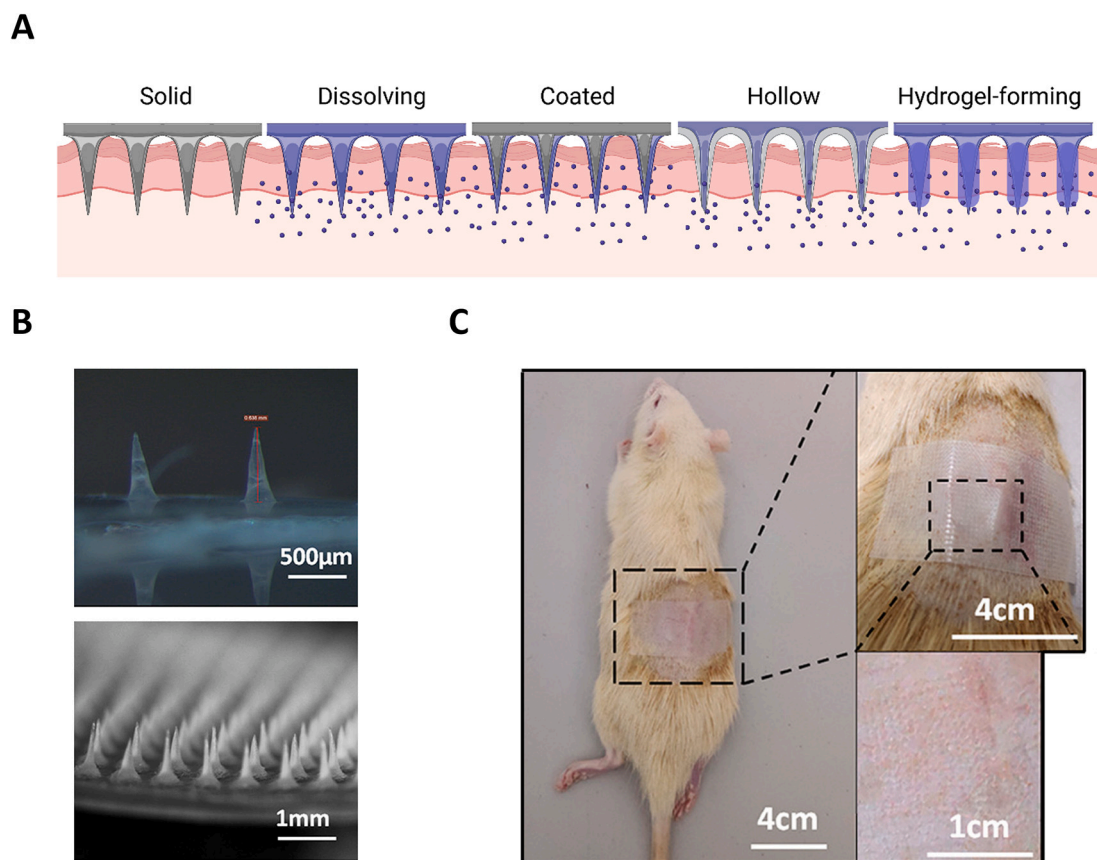 A
Solid Dissolving Coated Hollow Hydrogel-forming
B
C
500μm
1mm
4cm
4cm
1cm